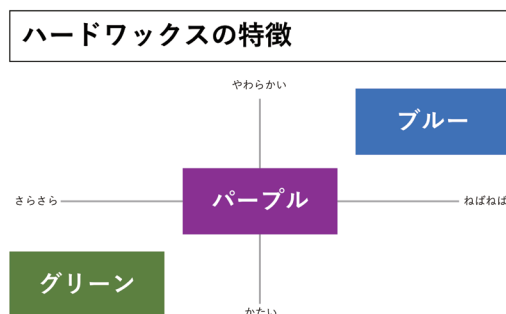 ハードワックスの特徴
やわらかい
ブルー
さらさら
パープル
ねばねば
グリーン
かたい